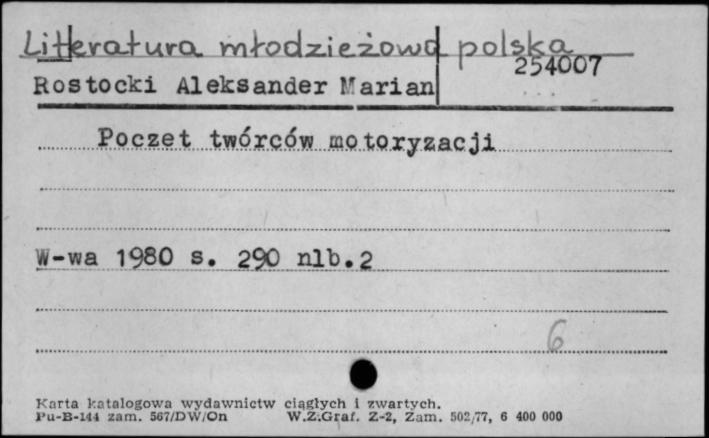 Literatura młodzieżowa polska
254007
Rostocki Aleksander Marian
Poczet twórców motoryzacji
W-wa 1980 s. 290 nlb.2
6
Karta katalogowa wydawnictw ciągłych i zwartych.
Pu-B-144 zam. 567/DW/On W.Z.Graf. Z-2, Zam. 502/77, 6 400 000